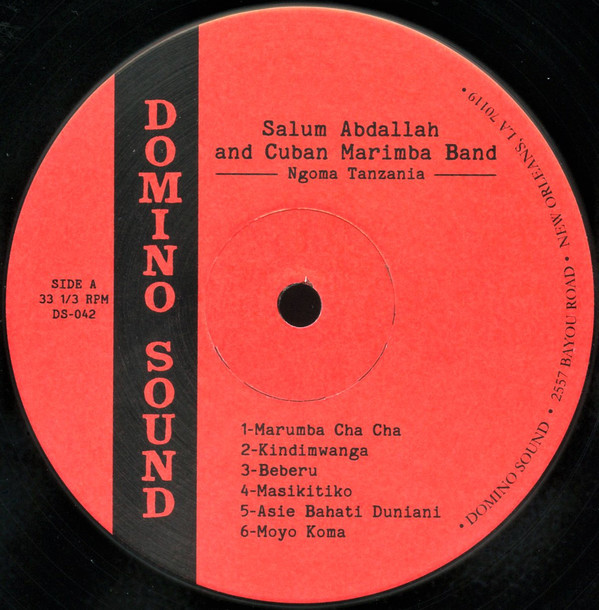 Salum Abdallah
and Cuban Marimba Band
Ngoma Tanzania
DOMINO SOUND
SIDE A
33 1/3 RPM
DS-042
1-Marumba Cha Cha
2-Kindimwanga
3-Beberu
4-Masikitiko
5-Asie Bahati Duniani
6-Moyo Koma
• DOMINO SOUND • 2557 BAYOU ROAD • NEW ORLEANS, LA 70119 •